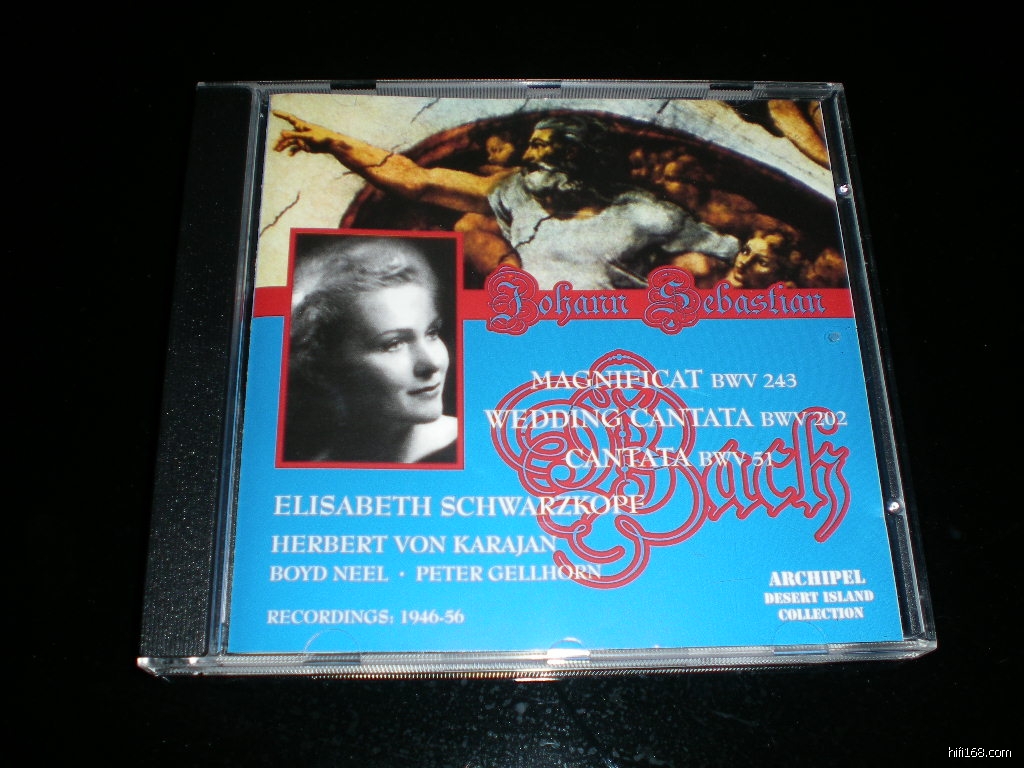 Johann Sebastian
Bach
MAGNIFICAT BWV 243
WEDDING CANTATA BWV 202
CANTATA BWV 51
ELISABETH SCHWARZKOPF
HERBERT VON KARAJAN
BOYD NEEL · PETER GELLHORN
RECORDINGS: 1946-56
ARCHIPEL
DESERT ISLAND
COLLECTION
hifi168.com